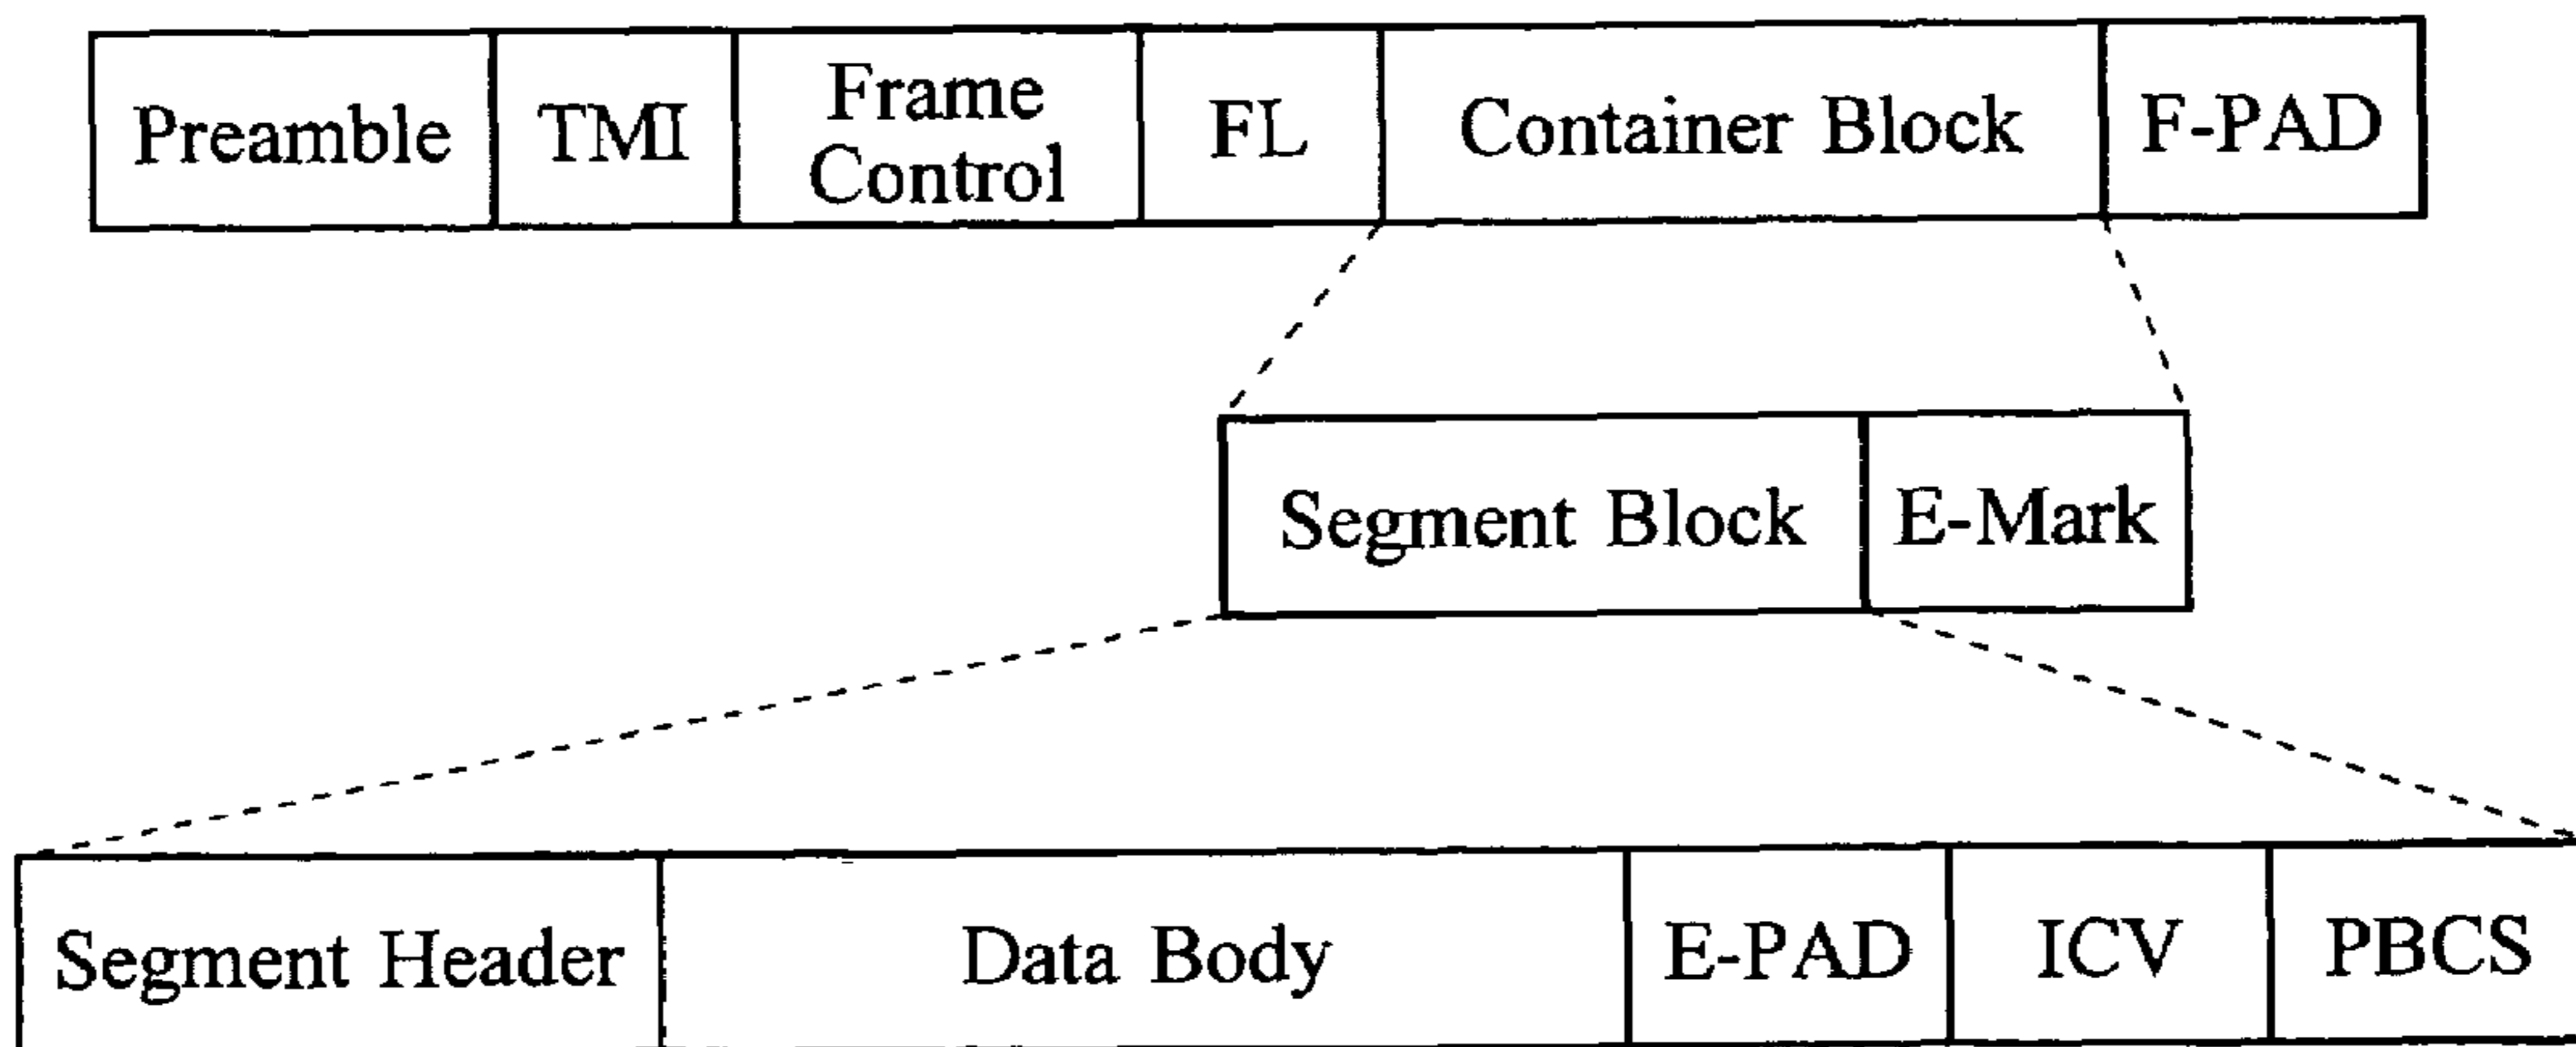 Preamble TMI Frame Control FL Container Block F-PAD
Segment Block E-Mark
Segment Header Data Body E-PAD ICV PBCS